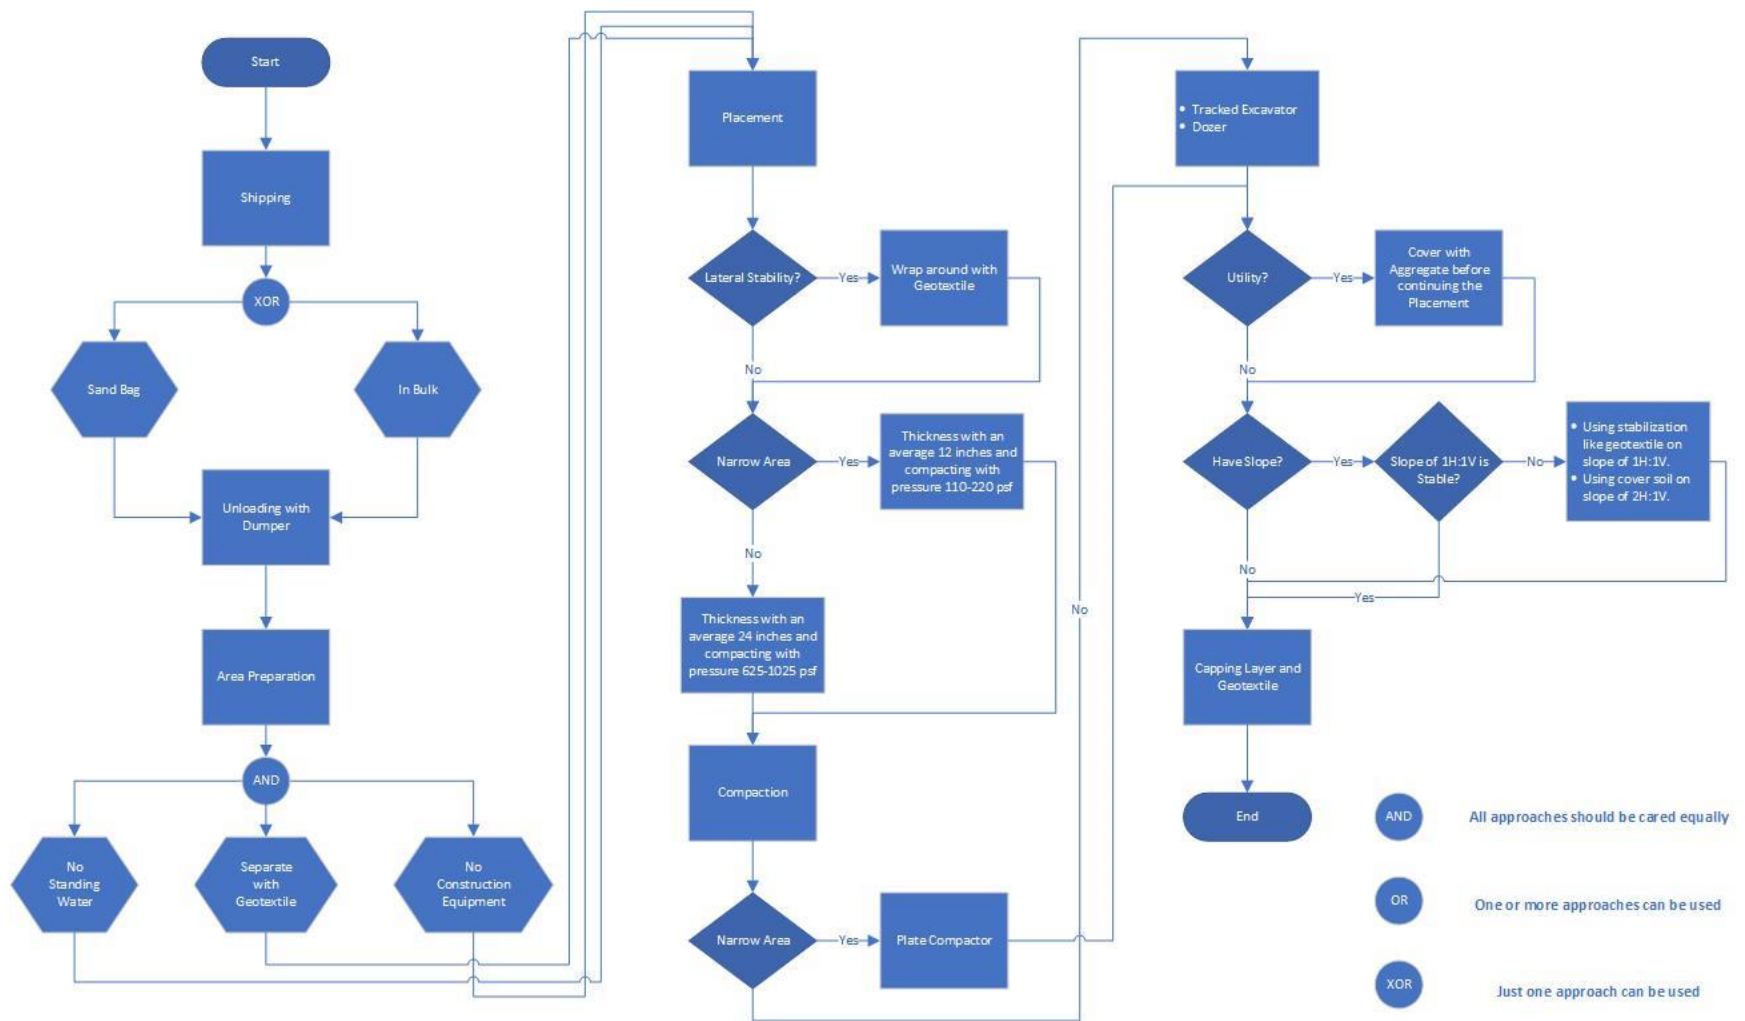 Start
Shipping
XOR
Sand Bag
In Bulk
Unloading with
Dumper
Area Preparation
AND
No
Standing
Water
Separate
with
Geotextile
No
Construction
Equipment
Placement
Lateral Stability?
Yes
Wrap around with
Geotextile
No
Narrow Area
Yes
Thickness with an
average 12 inches and
compacting with
pressure 110-220 psf
No
Thickness with an
average 24 inches and
compacting with
pressure 625-1025 psf
Compaction
Narrow Area
Yes
Plate Compactor
No
• Tracked Excavator
• Dozer
Utility?
Yes
Cover with
Aggregate before
continuing the
Placement
No
Have Slope?
Yes
Slope of 1H:1V is
Stable?
No
• Using stabilization
like geotextile on
slope of 1H:1V.
• Using cover soil on
slope of 2H:1V.
No
Yes
Capping Layer and
Geotextile
End
AND
All approaches should be cared equally
OR
One or more approaches can be used
XOR
Just one approach can be used